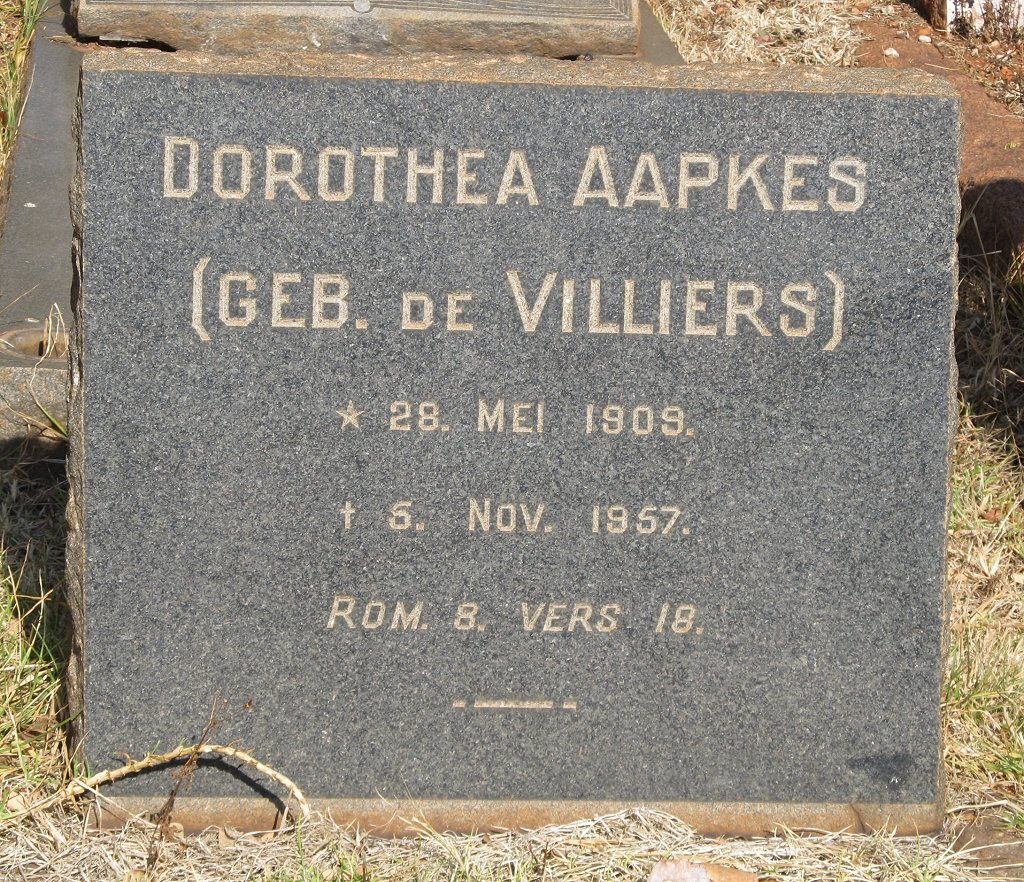 DOROTHEA AAPKES
(GEB. DE VILLIERS)
★ 28. MEI 1909.
† 5. NOV. 1957.
ROM. 8. VERS 18.